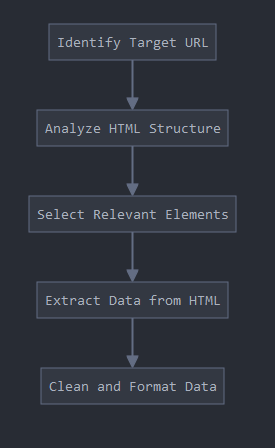 Identify Target URL
Analyze HTML Structure
Select Relevant Elements
Extract Data from HTML
Clean and Format Data